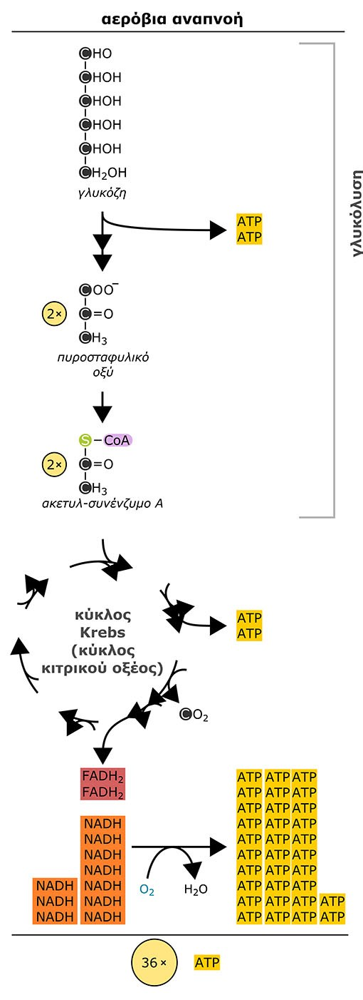 αερόβια αναπνοή
CHO
CHOH
CHOH
CHOH
CHOH
CH₂OH
γλυκόζη
ATP
ATP
γλυκόλυση
COO⁻
2× C=O
CH₃
πυροσταφυλικό
οξύ
S–CoA
2× C=O
CH₃
ακετυλ-συνένζυμο Α
κύκλος
Krebs
(κύκλος
κιτρικού οξέος)
ATP
ATP
CO₂
FADH₂
FADH₂
NADH
NADH
NADH
NADH
NADH NADH
NADH NADH
NADH NADH
O₂
H₂O
ATP ATP ATP
ATP ATP ATP
ATP ATP ATP
ATP ATP ATP
ATP ATP ATP
ATP ATP ATP
ATP ATP ATP
ATP ATP ATP
ATP ATP ATP ATP
ATP ATP ATP ATP
36× ATP